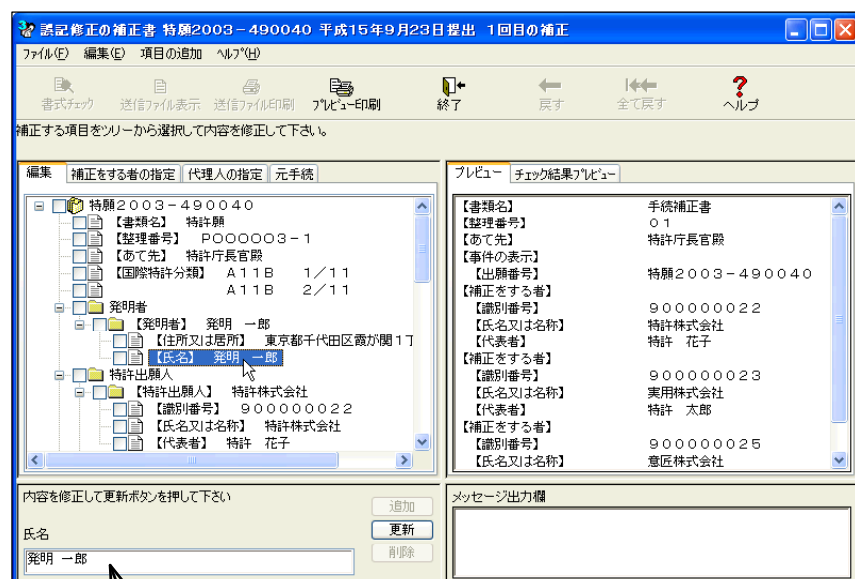 誤記修正の補正書 特願2003-490040 平成15年9月23日提出 1回目の補正
ファイル(F) 編集(E) 項目の追加 ヘルプ(H)
書式チェック 送信ファイル表示 送信ファイル印刷 プレビュー印刷 終了 戻す 全て戻す ヘルプ
補正する項目をツリーから選択して内容を修正して下さい。
編集 補正をする者の指定 代理人の指定 元手続
特願2003-490040
【書類名】 特許願
【整理番号】 P000003-1
【あて先】 特許庁長官殿
【国際特許分類】 A11B 1/11
A11B 2/11
発明者
【発明者】 発明 一郎
【住所又は居所】 東京都千代田区霞が関1丁
【氏名】 発明 一郎
特許出願人
【特許出願人】 特許株式会社
【識別番号】 900000022
【氏名又は名称】 特許株式会社
【代表者】 特許 花子
プレビュー チェック結果プレビュー
【書類名】 手続補正書
【整理番号】 01
【あて先】 特許庁長官殿
【事件の表示】
【出願番号】 特願2003-490040
【補正をする者】
【識別番号】 900000022
【氏名又は名称】 特許株式会社
【代表者】 特許 花子
【補正をする者】
【識別番号】 900000023
【氏名又は名称】 実用株式会社
【代表者】 特許 太郎
【補正をする者】
【識別番号】 900000025
【氏名又は名称】 意匠株式会社
内容を修正して更新ボタンを押して下さい
追加
更新
削除
氏名
発明 一郎
メッセージ出力欄